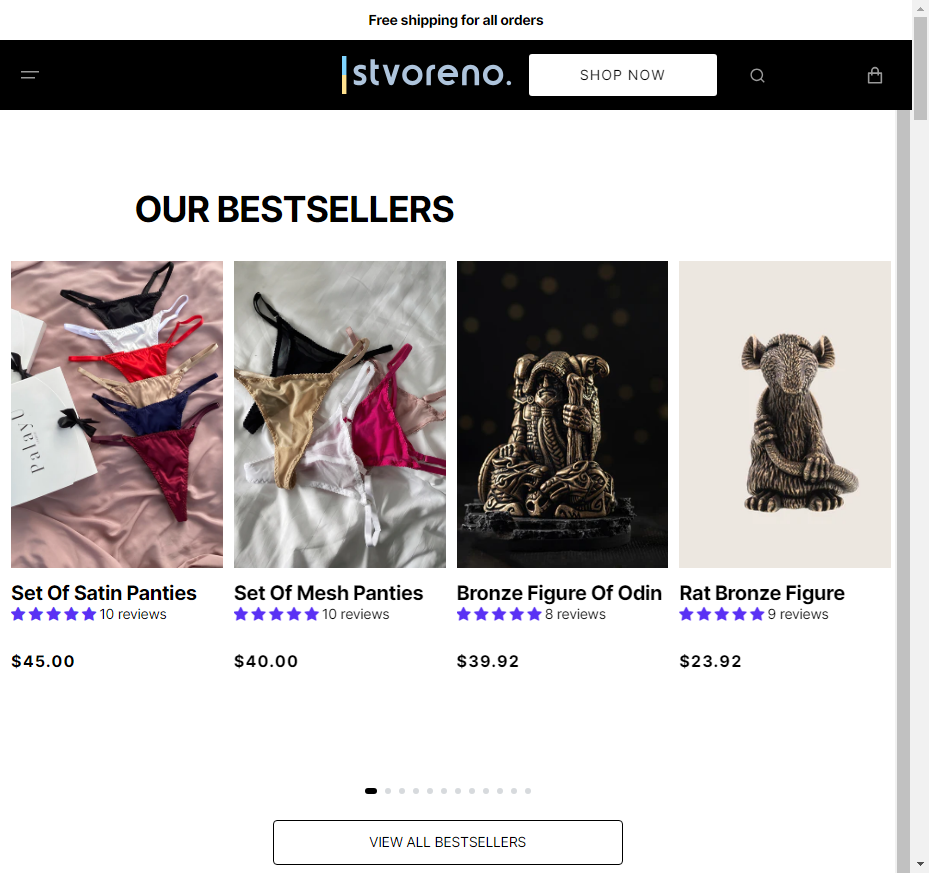 Free shipping for all orders
stvoreno.
SHOP NOW
OUR BESTSELLERS
palayU
Set Of Satin Panties
10 reviews
$45.00
Set Of Mesh Panties
10 reviews
$40.00
Bronze Figure Of Odin
8 reviews
$39.92
Rat Bronze Figure
9 reviews
$23.92
VIEW ALL BESTSELLERS